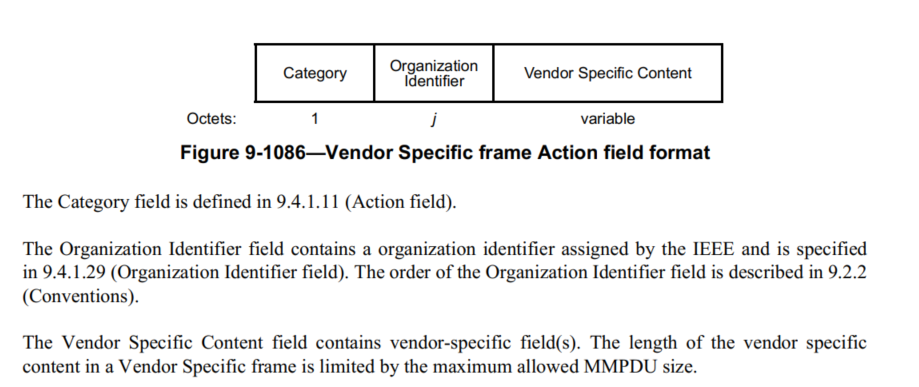 Category
Organization
Identifier
Vendor Specific Content
Octets:
1
j
variable
Figure 9-1086—Vendor Specific frame Action field format
The Category field is defined in 9.4.1.11 (Action field).
The Organization Identifier field contains a organization identifier assigned by the IEEE and is specified
in 9.4.1.29 (Organization Identifier field). The order of the Organization Identifier field is described in 9.2.2
(Conventions).
The Vendor Specific Content field contains vendor-specific field(s). The length of the vendor specific
content in a Vendor Specific frame is limited by the maximum allowed MMPDU size.